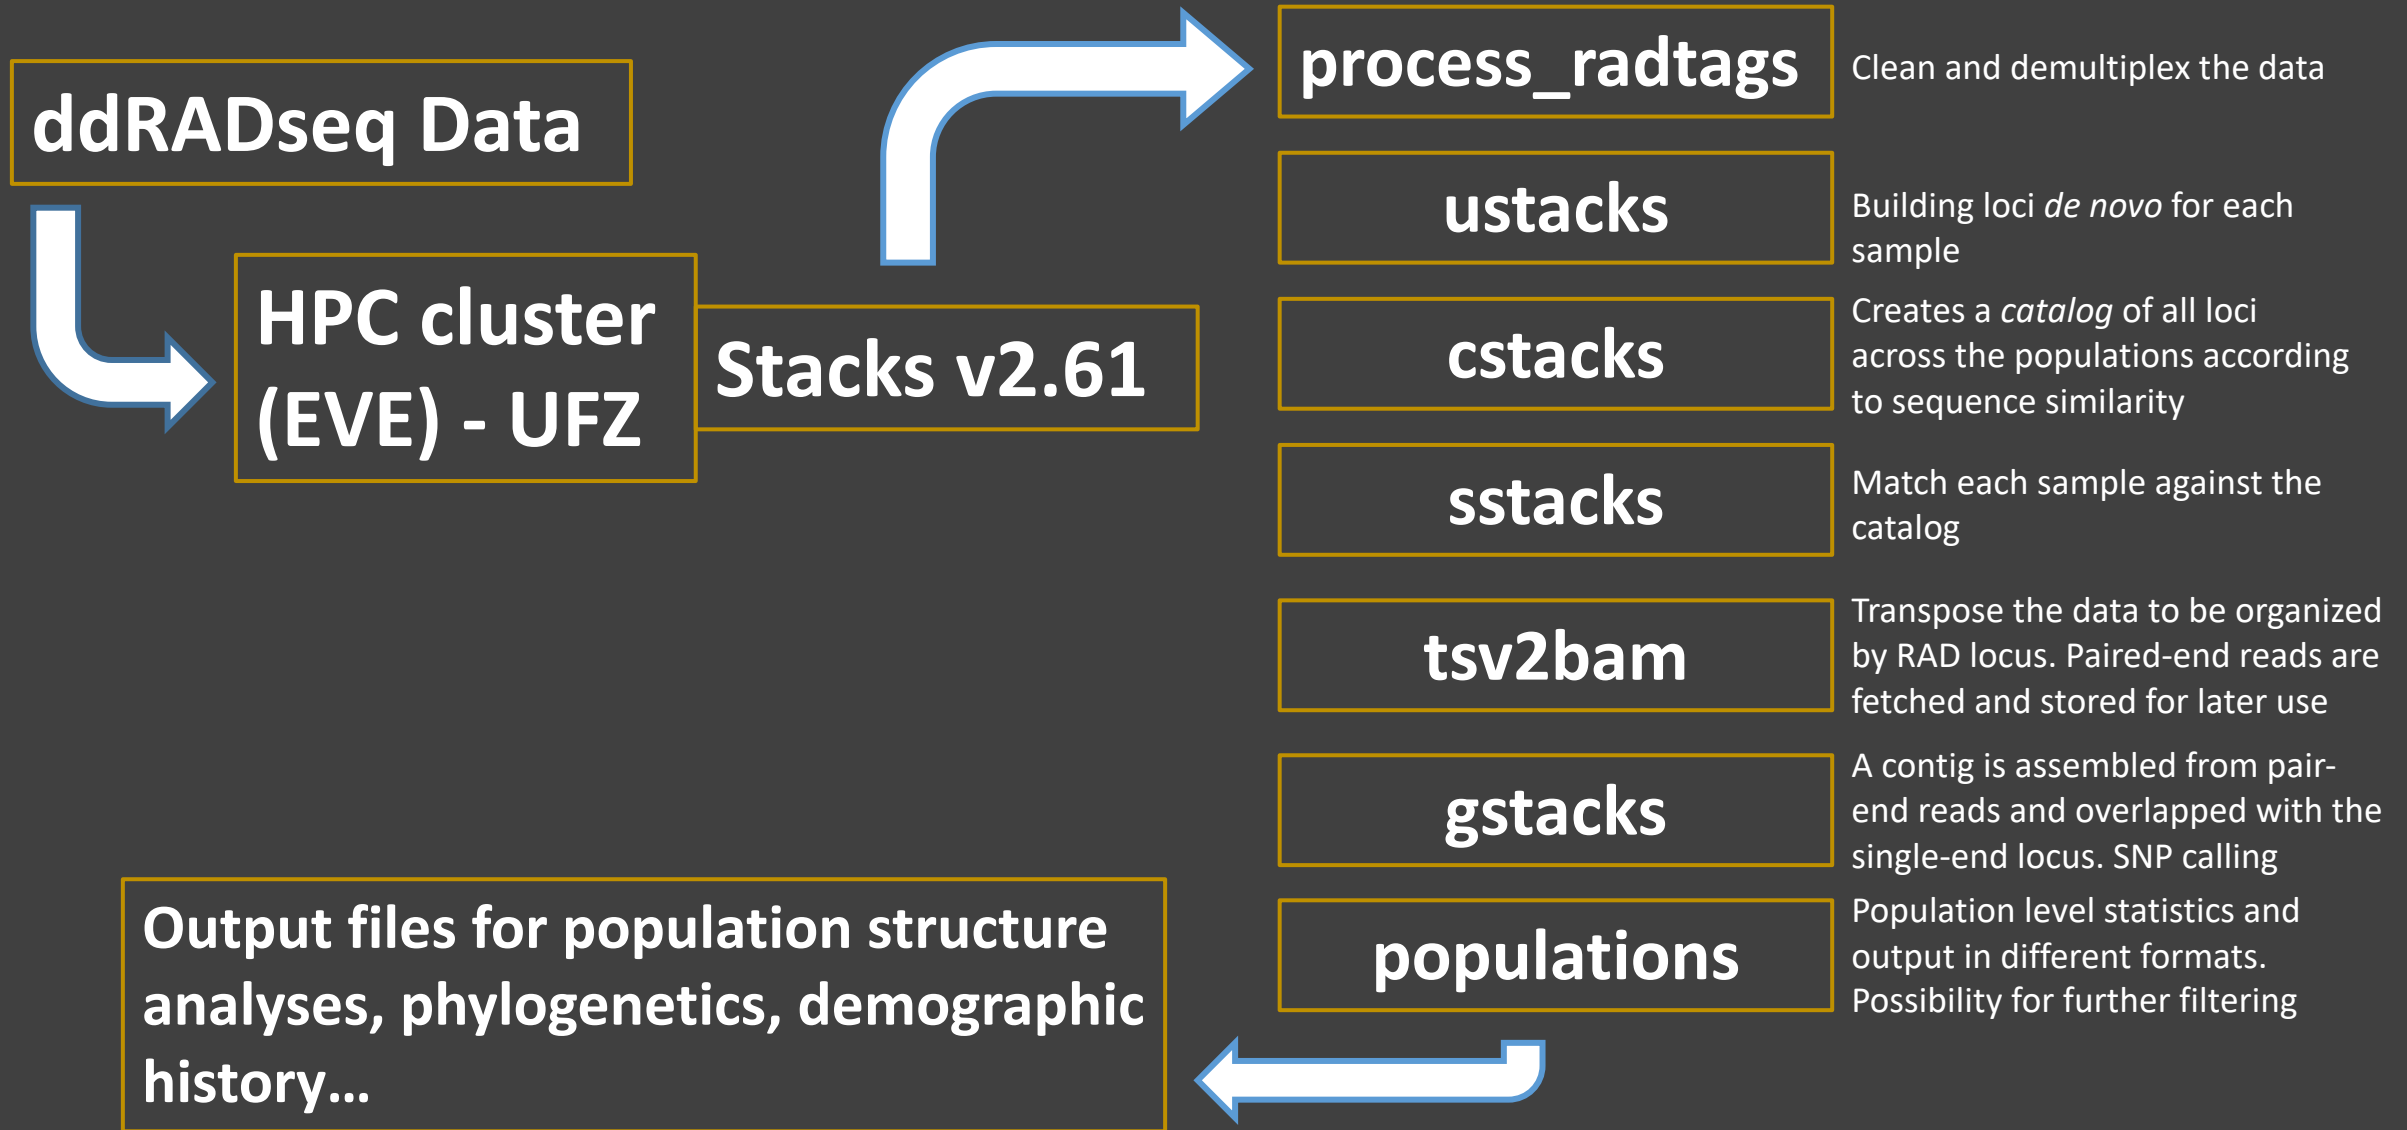 ddRADseq Data
HPC cluster
(EVE) - UFZ
Stacks v2.61
process_radtags
Clean and demultiplex the data
ustacks
Building loci de novo for each
sample
cstacks
Creates a catalog of all loci
across the populations according
to sequence similarity
sstacks
Match each sample against the
catalog
tsv2bam
Transpose the data to be organized
by RAD locus. Paired-end reads are
fetched and stored for later use
gstacks
A contig is assembled from pair-
end reads and overlapped with the
single-end locus. SNP calling
populations
Population level statistics and
output in different formats.
Possibility for further filtering
Output files for population structure
analyses, phylogenetics, demographic
history...